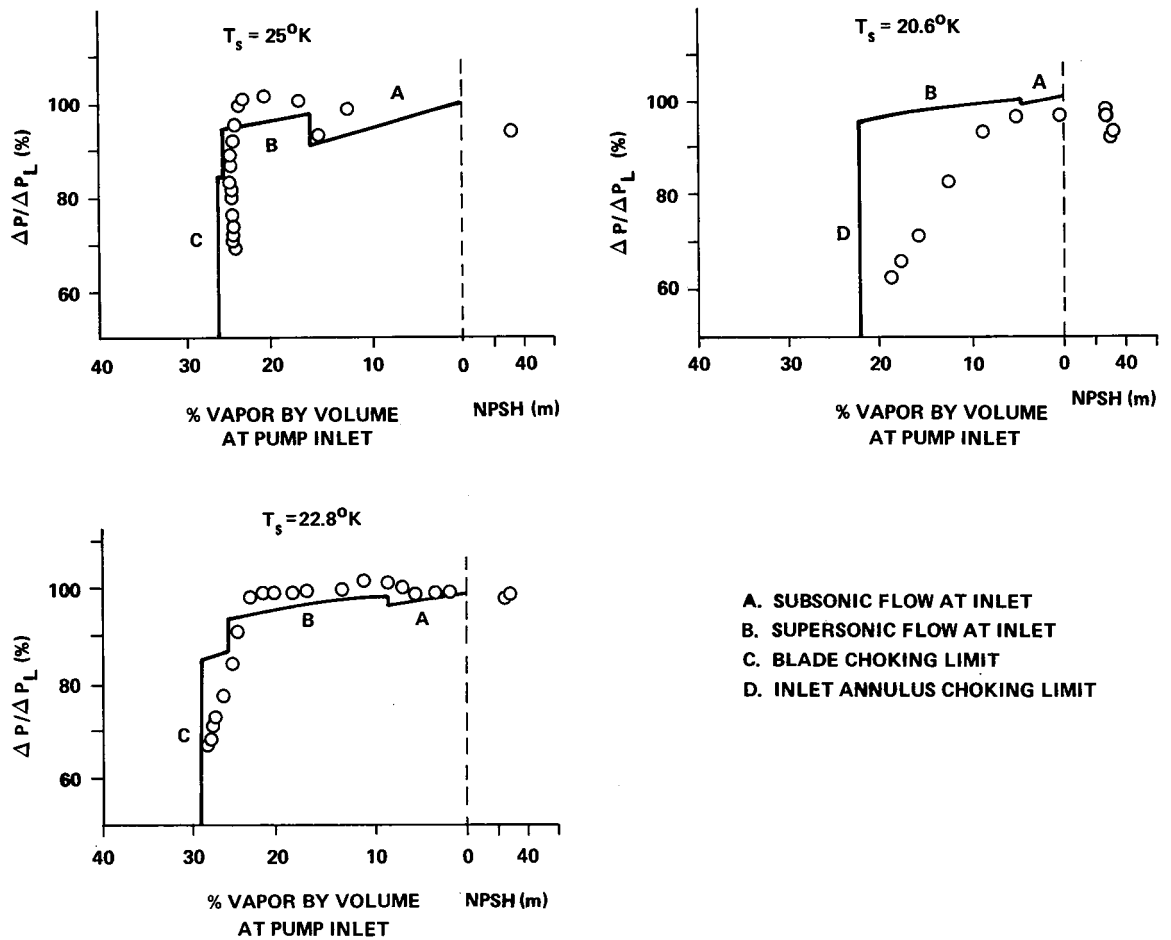 T_s = 25°K
100
80
60
ΔP/ΔP_L (%)
A
B
C
40 30 20 10 0 40
% VAPOR BY VOLUME
AT PUMP INLET
NPSH (m)
T_s = 20.6°K
100
80
60
ΔP/ΔP_L (%)
B
A
D
40 30 20 10 0 40
% VAPOR BY VOLUME
AT PUMP INLET
NPSH (m)
T_s = 22.8°K
100
80
60
ΔP/ΔP_L (%)
B
A
C
40 30 20 10 0 40
% VAPOR BY VOLUME
AT PUMP INLET
NPSH (m)
A. SUBSONIC FLOW AT INLET
B. SUPERSONIC FLOW AT INLET
C. BLADE CHOKING LIMIT
D. INLET ANNULUS CHOKING LIMIT